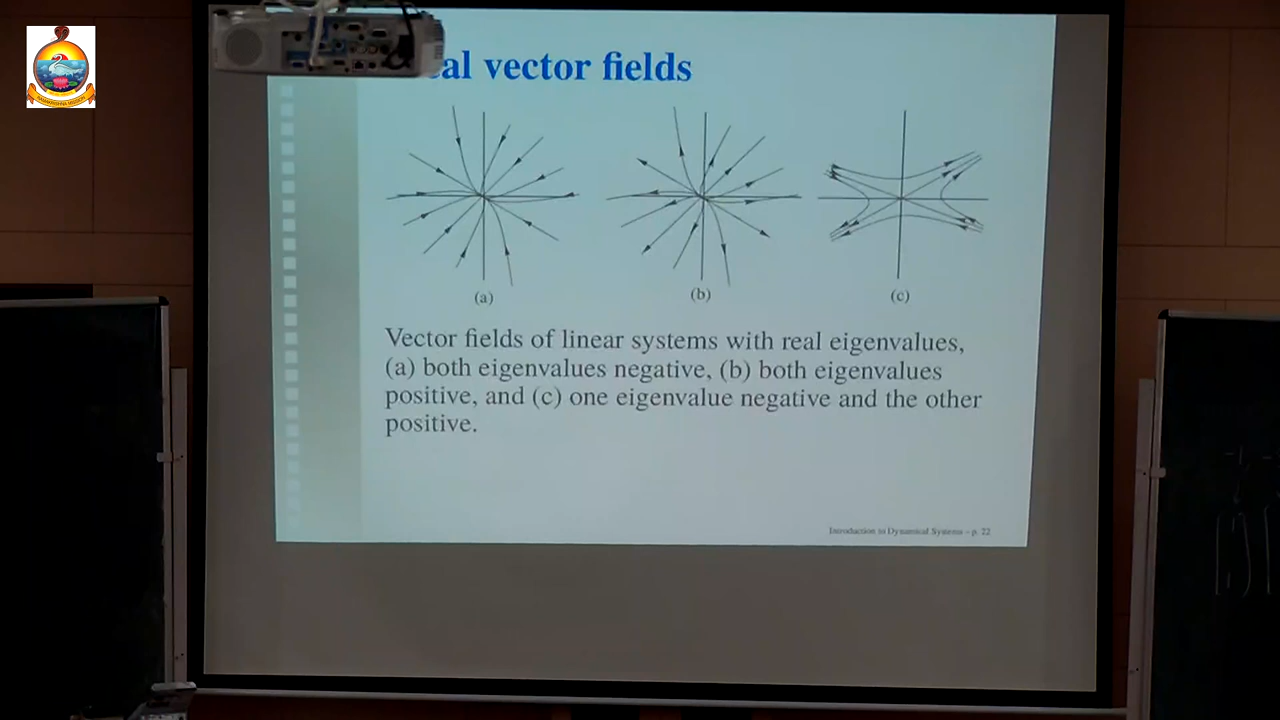 al vector fields
(a)
(b)
(c)
Vector fields of linear systems with real eigenvalues,
(a) both eigenvalues negative, (b) both eigenvalues
positive, and (c) one eigenvalue negative and the other
positive.
Introduction to Dynamical Systems – p. 22